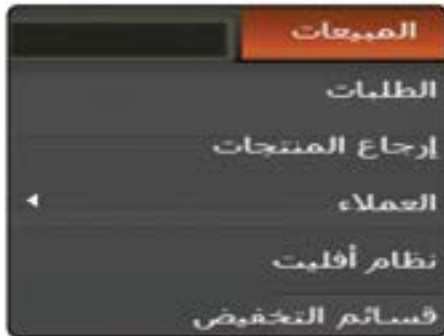 المبيعات
الطلبات
إرجاع المنتجات
العملاء
نظام أفليت
قسائم التخفيض